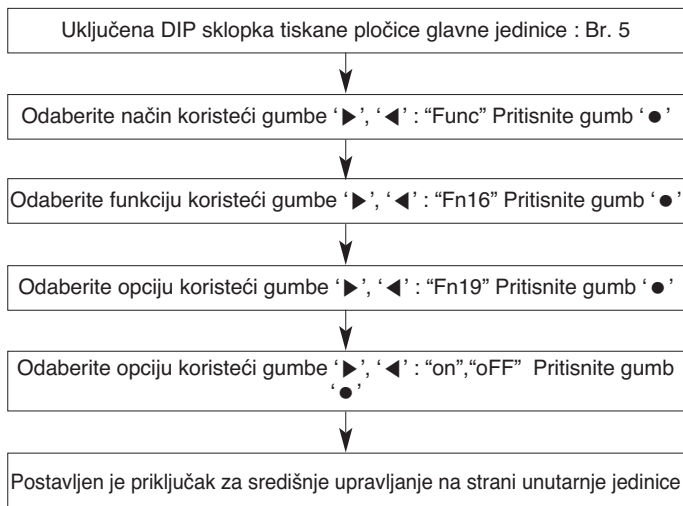 Uključena DIP sklopka tiskane pločice glavne jedinice : Br. 5
Odaberite način koristeći gumbe ‘▶’, ‘◀’ : “Func” Pritisnite gumb ‘●’
Odaberite funkciju koristeći gumbe ‘▶’, ‘◀’ : “Fn16” Pritisnite gumb ‘●’
Odaberite opciju koristeći gumbe ‘▶’, ‘◀’ : “Fn19” Pritisnite gumb ‘●’
Odaberite opciju koristeći gumbe ‘▶’, ‘◀’ : “on”,“oFF” Pritisnite gumb
‘●’
Postavljen je priključak za središnje upravljanje na strani unutarnje jedinice